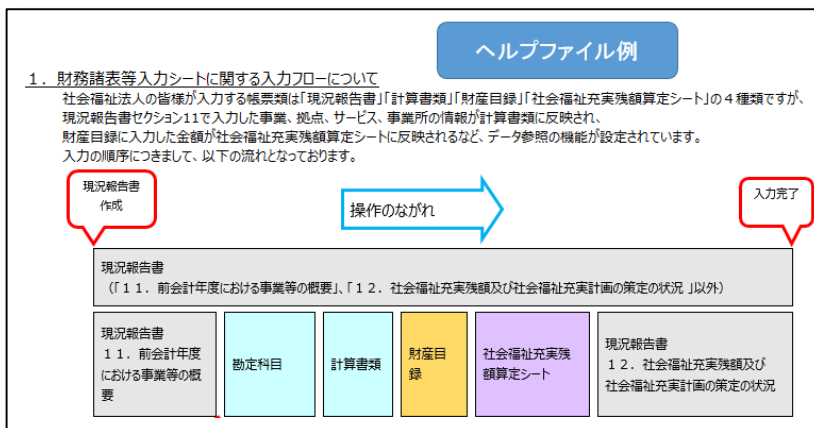 ヘルプファイル例
１．財務諸表等入力シートに関する入力フローについて
社会福祉法人の皆様が入力する帳票類は「現況報告書」「計算書類」「財産目録」「社会福祉充実残額算定シート」の４種類ですが、
現況報告書セクション11で入力した事業、拠点、サービス、事業所の情報が計算書類に反映され、
財産目録に入力した金額が社会福祉充実残額算定シートに反映されるなど、データ参照の機能が設定されています。
入力の順序につきまして、以下の流れとなっております。
現況報告書
作成
操作のながれ
入力完了
現況報告書
（「１１．前会計年度における事業等の概要」、「１２．社会福祉充実残額及び社会福祉充実計画の策定の状況 」以外）
現況報告書
１１．前会計年度
における事業等の概
要
勘定科目
計算書類
財産目
録
社会福祉充実残
額算定シート
現況報告書
１２．社会福祉充実残額及び
社会福祉充実計画の策定の状況